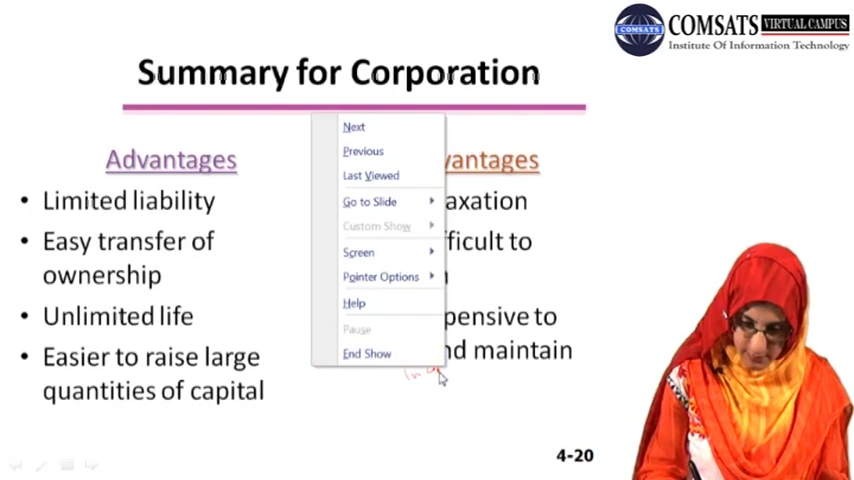 COMSATS VIRTUAL CAMPUS
COMSATS
Institute Of Information Technology
Summary for Corporation
Advantages
• Limited liability
• Easy transfer of
ownership
• Unlimited life
• Easier to raise large
quantities of capital
Next
Previous
Last Viewed
Go to Slide
Custom Show
Screen
Pointer Options
Help
Pause
End Show
vantages
axation
fficult to
pensive to
nd maintain
4-20